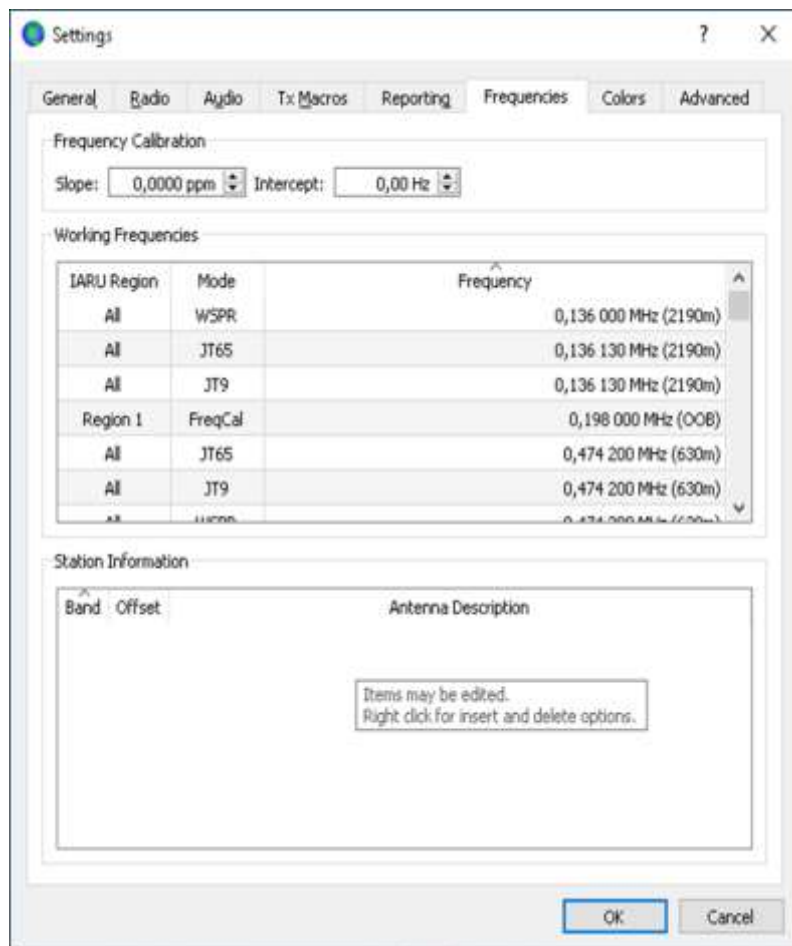 Settings ?
General Radio Audio Tx Macros Reporting Frequencies Colors Advanced
Frequency Calibration
Slope: 0,0000 ppm Intercept: 0,00 Hz
Working Frequencies
IARU Region Mode Frequency
All WSPR 0,136 000 MHz (2190m)
All JT65 0,136 130 MHz (2190m)
All JT9 0,136 130 MHz (2190m)
Region 1 FreqCal 0,198 000 MHz (OOB)
All JT65 0,474 200 MHz (630m)
All JT9 0,474 200 MHz (630m)
Station Information
Band Offset Antenna Description
Items may be edited.
Right click for insert and delete options.
OK Cancel